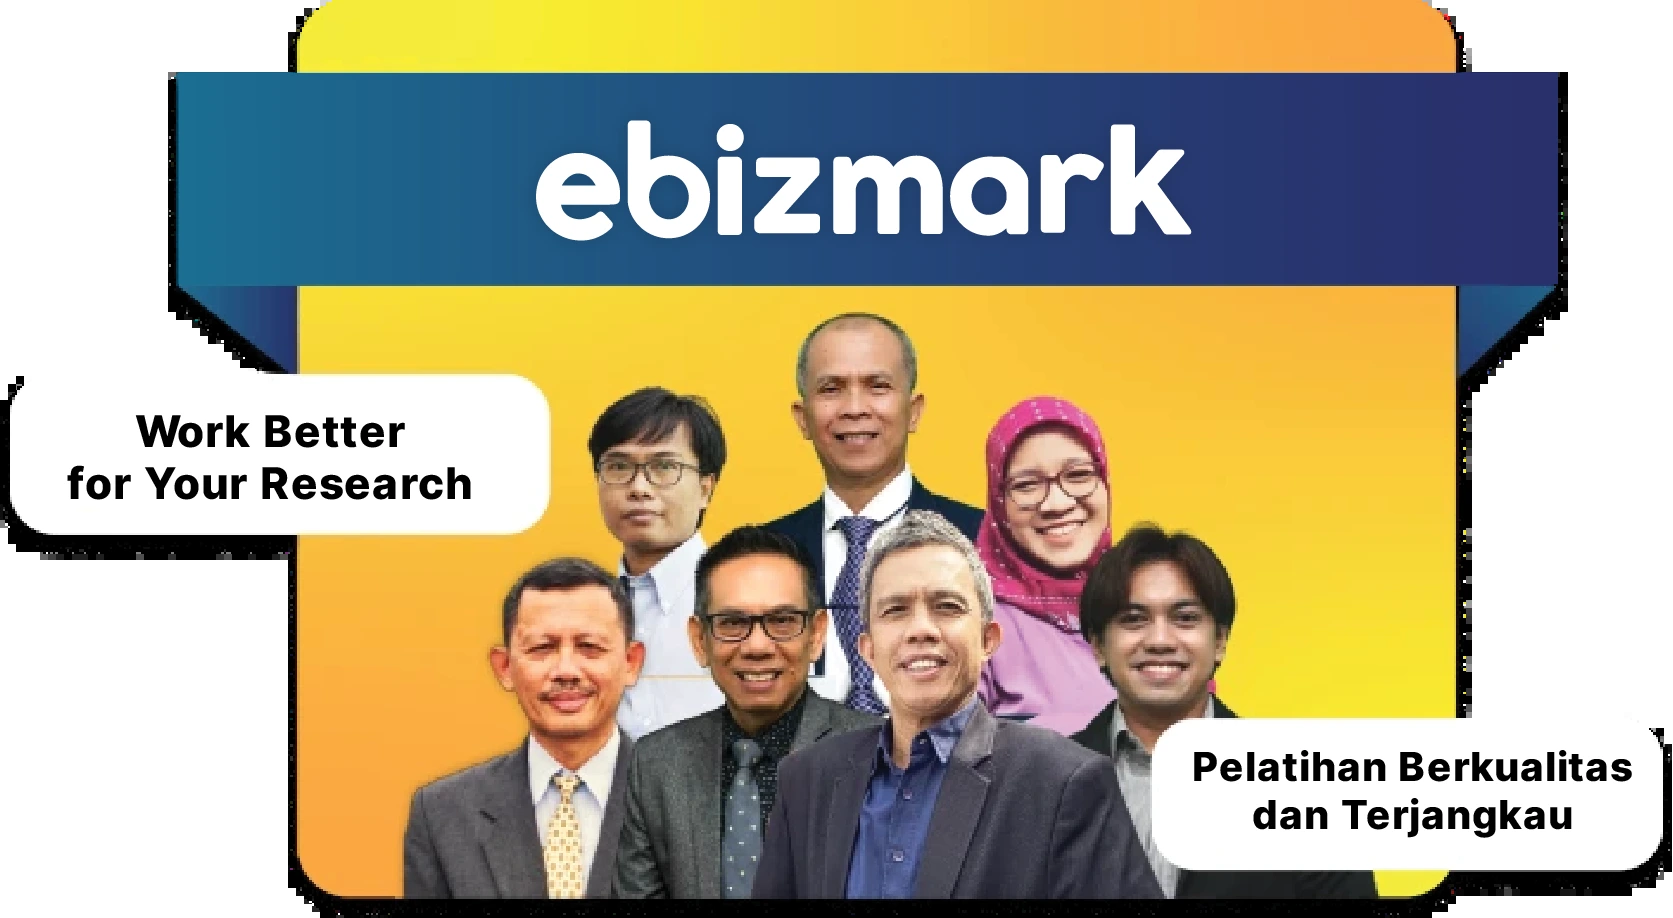 ebizmark
Work Better
for Your Research
Pelatihan Berkualitas
dan Terjangkau